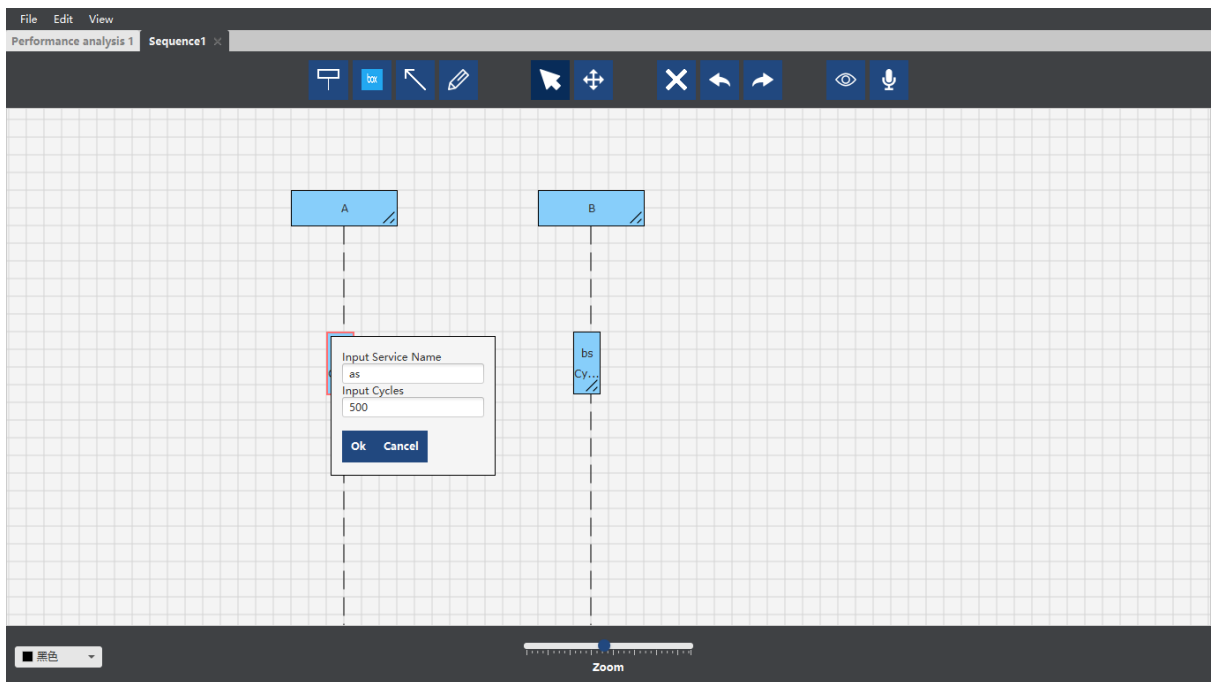 File Edit View
Performance analysis 1 Sequence1
box
A
B
bs
Cy...
Input Service Name
as
Input Cycles
500
Ok Cancel
黑色
Zoom